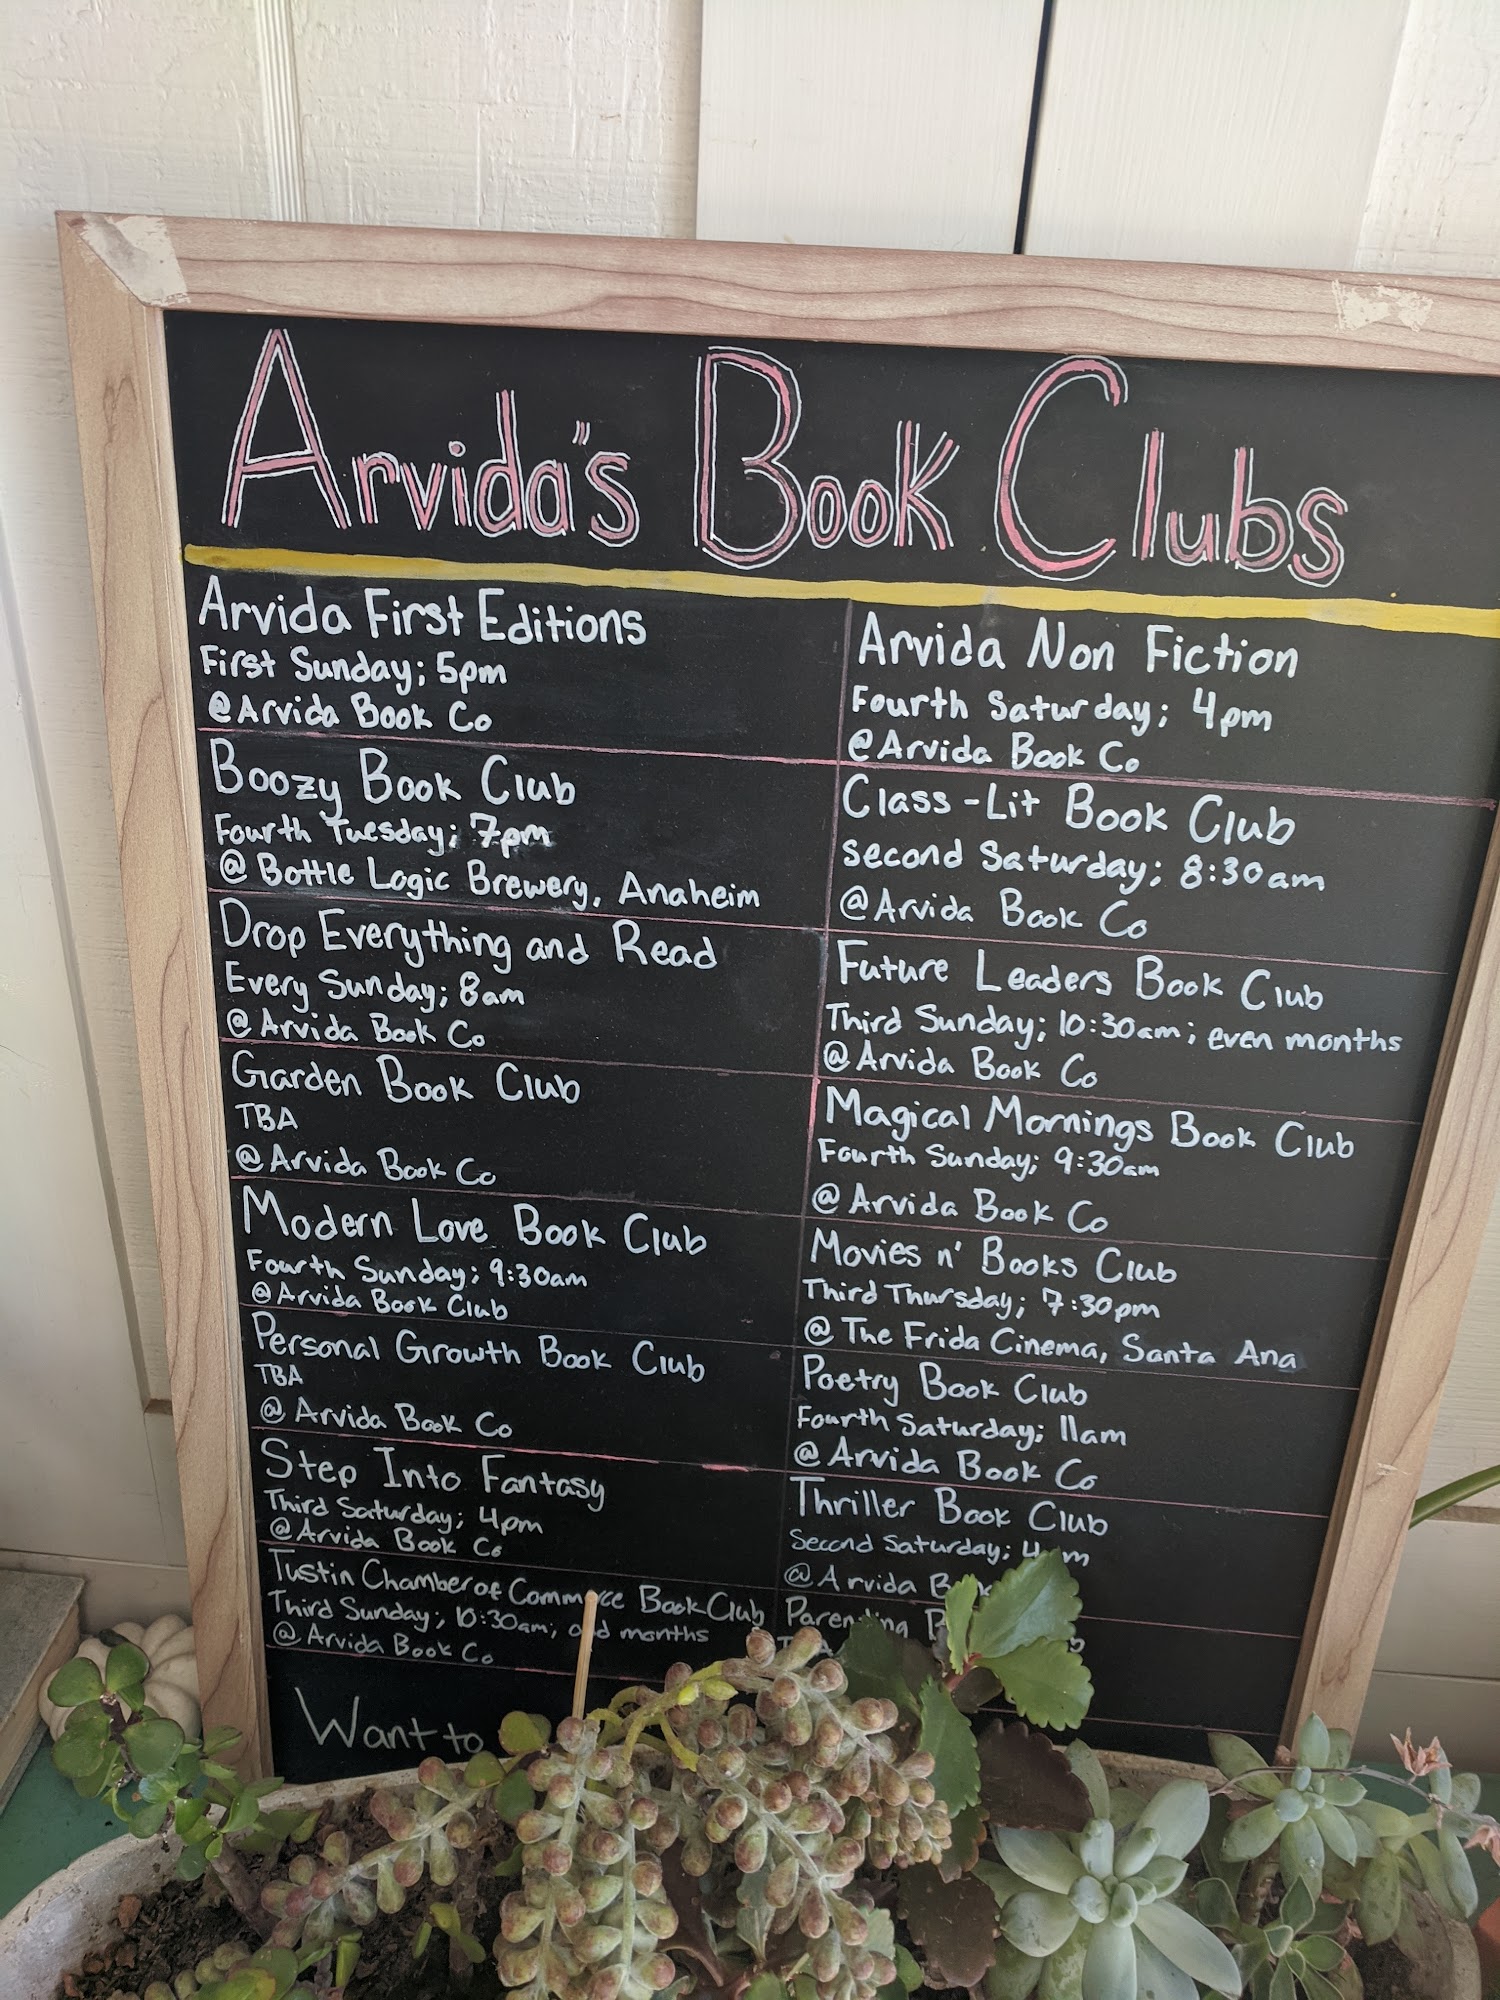 Arvida's Book Clubs
Arvida First Editions
First Sunday; 5pm
@Arvida Book Co
Boozy Book Club
Fourth Tuesday; 7pm
@ Bottle Logic Brewery, Anaheim
Drop Everything and Read
Every Sunday; 8am
@ Arvida Book Co
Garden Book Club
TBA
@ Arvida Book Co
Modern Love Book Club
Fourth Sunday; 9:30am
@ Arvida Book Club
Personal Growth Book Club
TBA
@ Arvida Book Co
Step Into Fantasy
Third Saturday; 4pm
@ Arvida Book Co
Tustin Chamber of Commerce Book Club
Third Sunday; 10:30am; odd months
@ Arvida Book Co
Arvida Non Fiction
Fourth Saturday; 4pm
@ Arvida Book Co
Class-Lit Book Club
second Saturday; 8:30am
@ Arvida Book Co
Future Leaders Book Club
Third Sunday; 10:30am; even months
@ Arvida Book Co
Magical Mornings Book Club
Fourth Sunday; 9:30am
@ Arvida Book Co
Movies n' Books Club
Third Thursday; 7:30pm
@ The Frida Cinema, Santa Ana
Poetry Book Club
Fourth Saturday; 11am
@ Arvida Book Co
Thriller Book Club
Second Saturday; 4pm
@ Arvida
Parenting
Want to